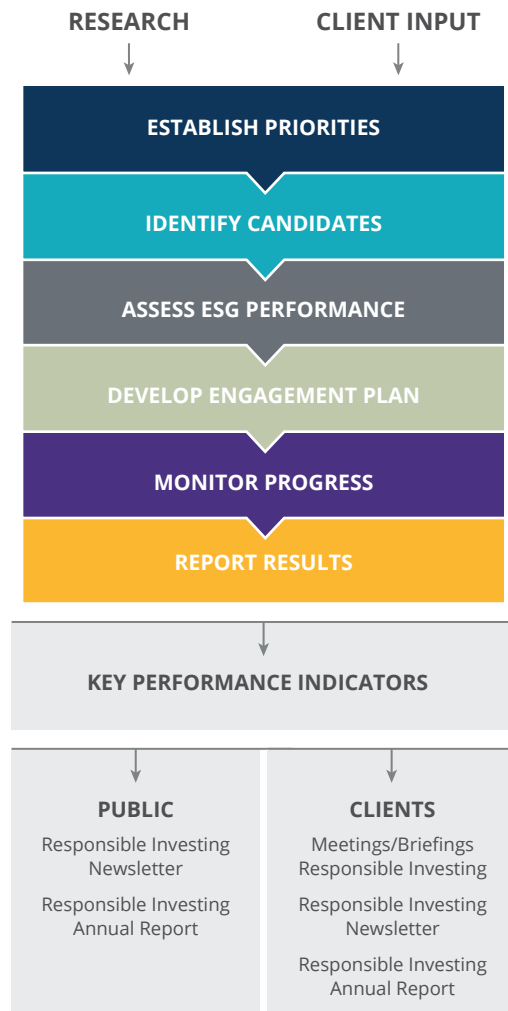 RESEARCH
CLIENT INPUT
ESTABLISH PRIORITIES
IDENTIFY CANDIDATES
ASSESS ESG PERFORMANCE
DEVELOP ENGAGEMENT PLAN
MONITOR PROGRESS
REPORT RESULTS
KEY PERFORMANCE INDICATORS
PUBLIC
Responsible Investing
Newsletter
Responsible Investing
Annual Report
CLIENTS
Meetings/Briefings
Responsible Investing
Responsible Investing
Newsletter
Responsible Investing
Annual Report